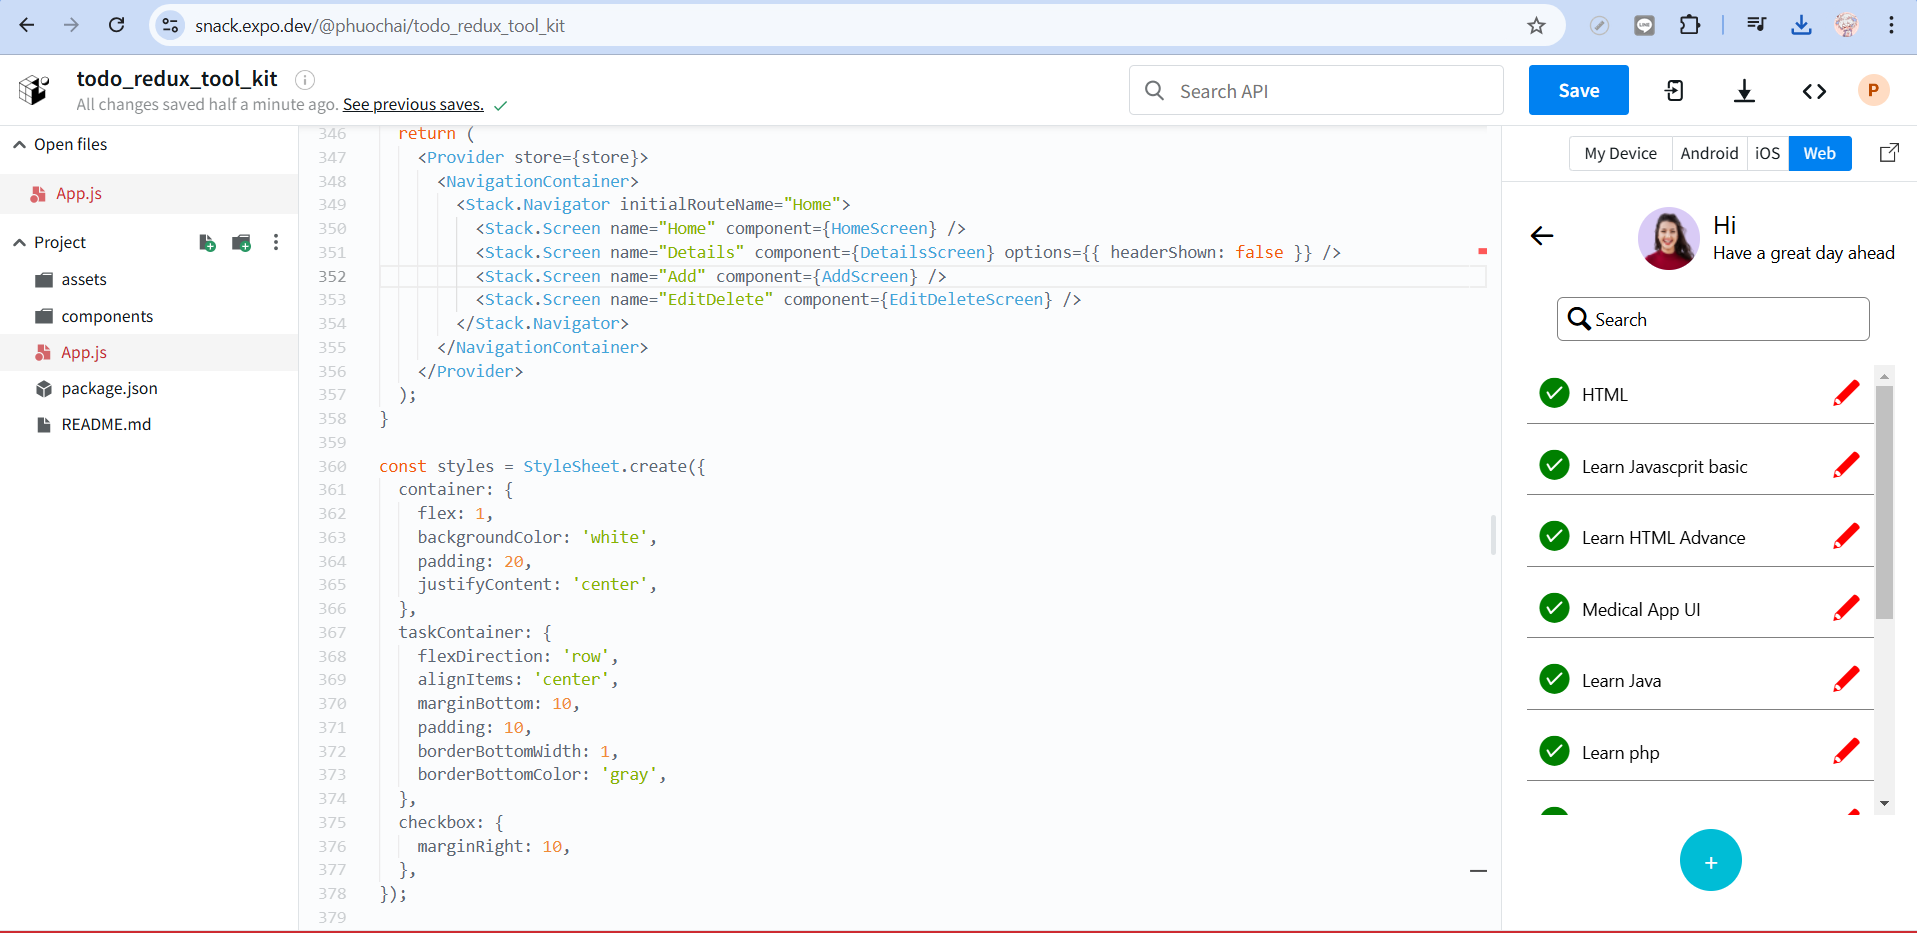 snack.expo.dev/@phuochai/todo_redux_tool_kit
todo_redux_tool_kit
All changes saved half a minute ago. See previous saves.
Search API
Save
P
Open files
App.js
Project
assets
components
App.js
package.json
README.md
346 return (
347 <Provider store={store}>
348 <NavigationContainer>
349 <Stack.Navigator initialRouteName="Home">
350 <Stack.Screen name="Home" component={HomeScreen} />
351 <Stack.Screen name="Details" component={DetailsScreen} options={{ headerShown: false }} />
352 <Stack.Screen name="Add" component={AddScreen} />
353 <Stack.Screen name="EditDelete" component={EditDeleteScreen} />
354 </Stack.Navigator>
355 </NavigationContainer>
356 </Provider>
357 );
358 }
359
360 const styles = StyleSheet.create({
361 container: {
362 flex: 1,
363 backgroundColor: 'white',
364 padding: 20,
365 justifyContent: 'center',
366 },
367 taskContainer: {
368 flexDirection: 'row',
369 alignItems: 'center',
370 marginBottom: 10,
371 padding: 10,
372 borderBottomWidth: 1,
373 borderBottomColor: 'gray',
374 },
375 checkbox: {
376 marginRight: 10,
377 },
378 });
379
My Device Android iOS Web
Hi
Have a great day ahead
Search
HTML
Learn Javascprit basic
Learn HTML Advance
Medical App UI
Learn Java
Learn php
+